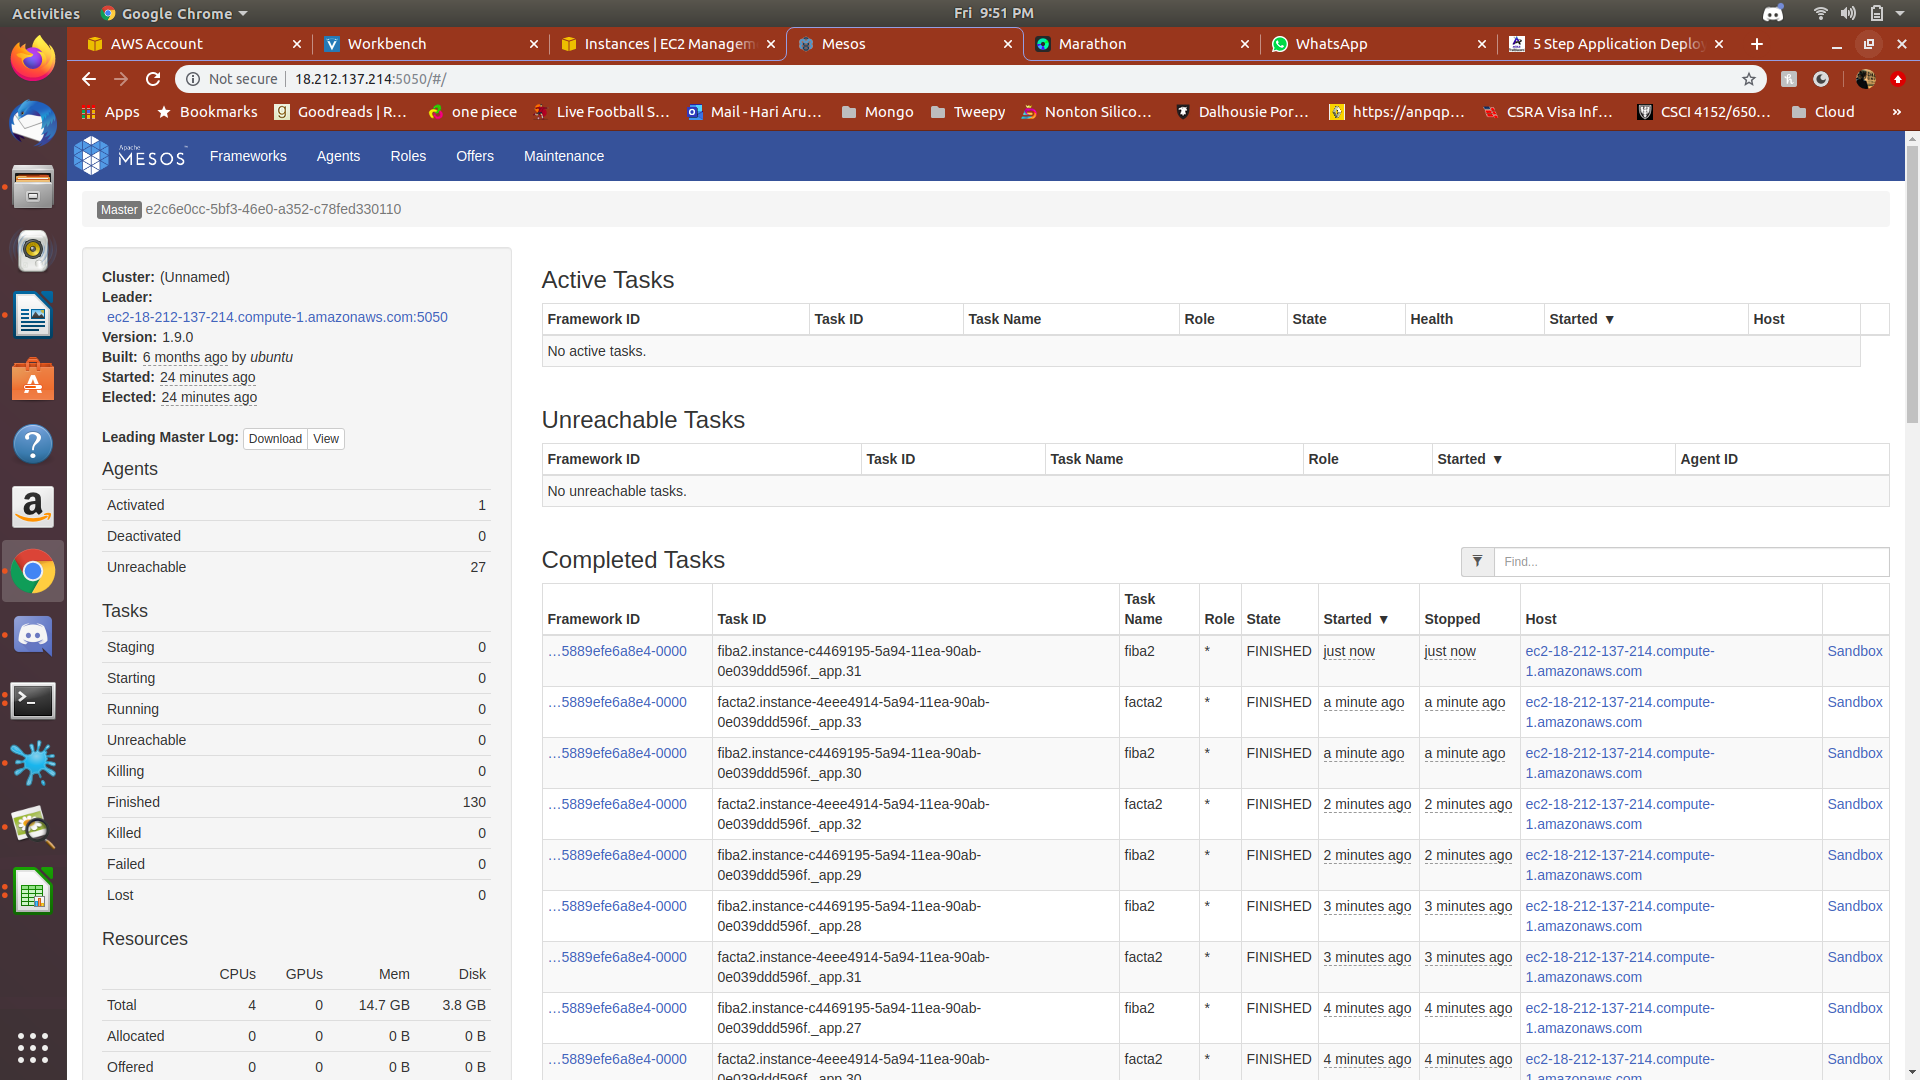 Activities Google Chrome Fri 9:51 PM
AWS Account Workbench Instances | EC2 Managem Mesos Marathon WhatsApp 5 Step Application Deplo
Not secure 18.212.137.214:5050/#/
Apps Bookmarks Goodreads | R... one piece Live Football S... Mail - Hari Aru... Mongo Tweepy Nonton Silico... Dalhousie Por... https://anpqp... CSRA Visa Inf... CSCI 4152/650... Cloud »
Apache MESOS Frameworks Agents Roles Offers Maintenance
Master e2c6e0cc-5bf3-46e0-a352-c78fed330110
Cluster: (Unnamed)
Leader:
ec2-18-212-137-214.compute-1.amazonaws.com:5050
Version: 1.9.0
Built: 6 months ago by ubuntu
Started: 24 minutes ago
Elected: 24 minutes ago
Leading Master Log: Download View
Agents
Activated 1
Deactivated 0
Unreachable 27
Tasks
Staging 0
Starting 0
Running 0
Unreachable 0
Killing 0
Finished 130
Killed 0
Failed 0
Lost 0
Resources
CPUs GPUs Mem Disk
Total 4 0 14.7 GB 3.8 GB
Allocated 0 0 0 B 0 B
Offered 0 0 0 B 0 B
Active Tasks
Framework ID Task ID Task Name Role State Health Started ▼ Host
No active tasks.
Unreachable Tasks
Framework ID Task ID Task Name Role Started ▼ Agent ID
No unreachable tasks.
Completed Tasks Find...
Framework ID Task ID Task Name Role State Started ▼ Stopped Host
…5889efe6a8e4-0000 fiba2.instance-c4469195-5a94-11ea-90ab-0e039ddd596f._app.31 fiba2 * FINISHED just now just now ec2-18-212-137-214.compute-1.amazonaws.com Sandbox
…5889efe6a8e4-0000 facta2.instance-4eee4914-5a94-11ea-90ab-0e039ddd596f._app.33 facta2 * FINISHED a minute ago a minute ago ec2-18-212-137-214.compute-1.amazonaws.com Sandbox
…5889efe6a8e4-0000 fiba2.instance-c4469195-5a94-11ea-90ab-0e039ddd596f._app.30 fiba2 * FINISHED a minute ago a minute ago ec2-18-212-137-214.compute-1.amazonaws.com Sandbox
…5889efe6a8e4-0000 facta2.instance-4eee4914-5a94-11ea-90ab-0e039ddd596f._app.32 facta2 * FINISHED 2 minutes ago 2 minutes ago ec2-18-212-137-214.compute-1.amazonaws.com Sandbox
…5889efe6a8e4-0000 fiba2.instance-c4469195-5a94-11ea-90ab-0e039ddd596f._app.29 fiba2 * FINISHED 2 minutes ago 2 minutes ago ec2-18-212-137-214.compute-1.amazonaws.com Sandbox
…5889efe6a8e4-0000 fiba2.instance-c4469195-5a94-11ea-90ab-0e039ddd596f._app.28 fiba2 * FINISHED 3 minutes ago 3 minutes ago ec2-18-212-137-214.compute-1.amazonaws.com Sandbox
…5889efe6a8e4-0000 facta2.instance-4eee4914-5a94-11ea-90ab-0e039ddd596f._app.31 facta2 * FINISHED 3 minutes ago 3 minutes ago ec2-18-212-137-214.compute-1.amazonaws.com Sandbox
…5889efe6a8e4-0000 fiba2.instance-c4469195-5a94-11ea-90ab-0e039ddd596f._app.27 fiba2 * FINISHED 4 minutes ago 4 minutes ago ec2-18-212-137-214.compute-1.amazonaws.com Sandbox
…5889efe6a8e4-0000 facta2.instance-4eee4914-5a94-11ea-90ab-0e039ddd596f._app.30 facta2 * FINISHED 4 minutes ago 4 minutes ago ec2-18-212-137-214.compute-1.amazonaws.com Sandbox